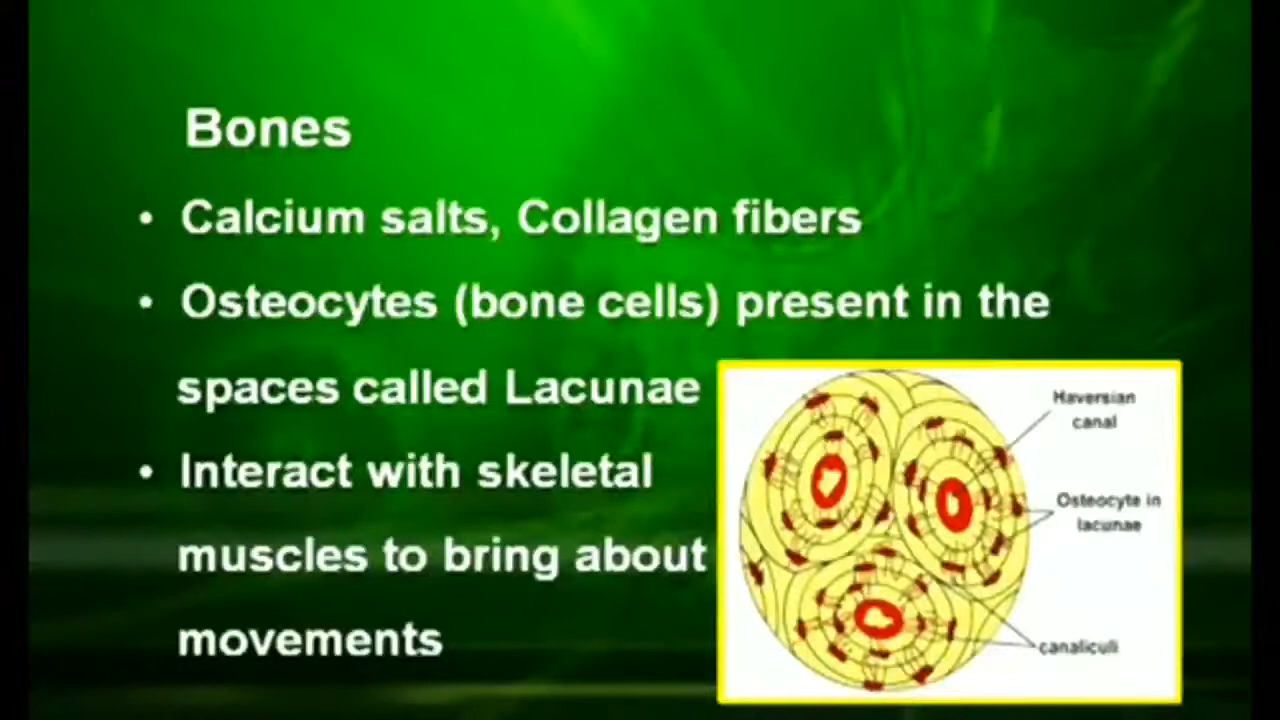 Bones
• Calcium salts, Collagen fibers
• Osteocytes (bone cells) present in the
spaces called Lacunae
• Interact with skeletal
muscles to bring about
movements
Haversian
canal
Osteocyte in
lacunae
canaliculi